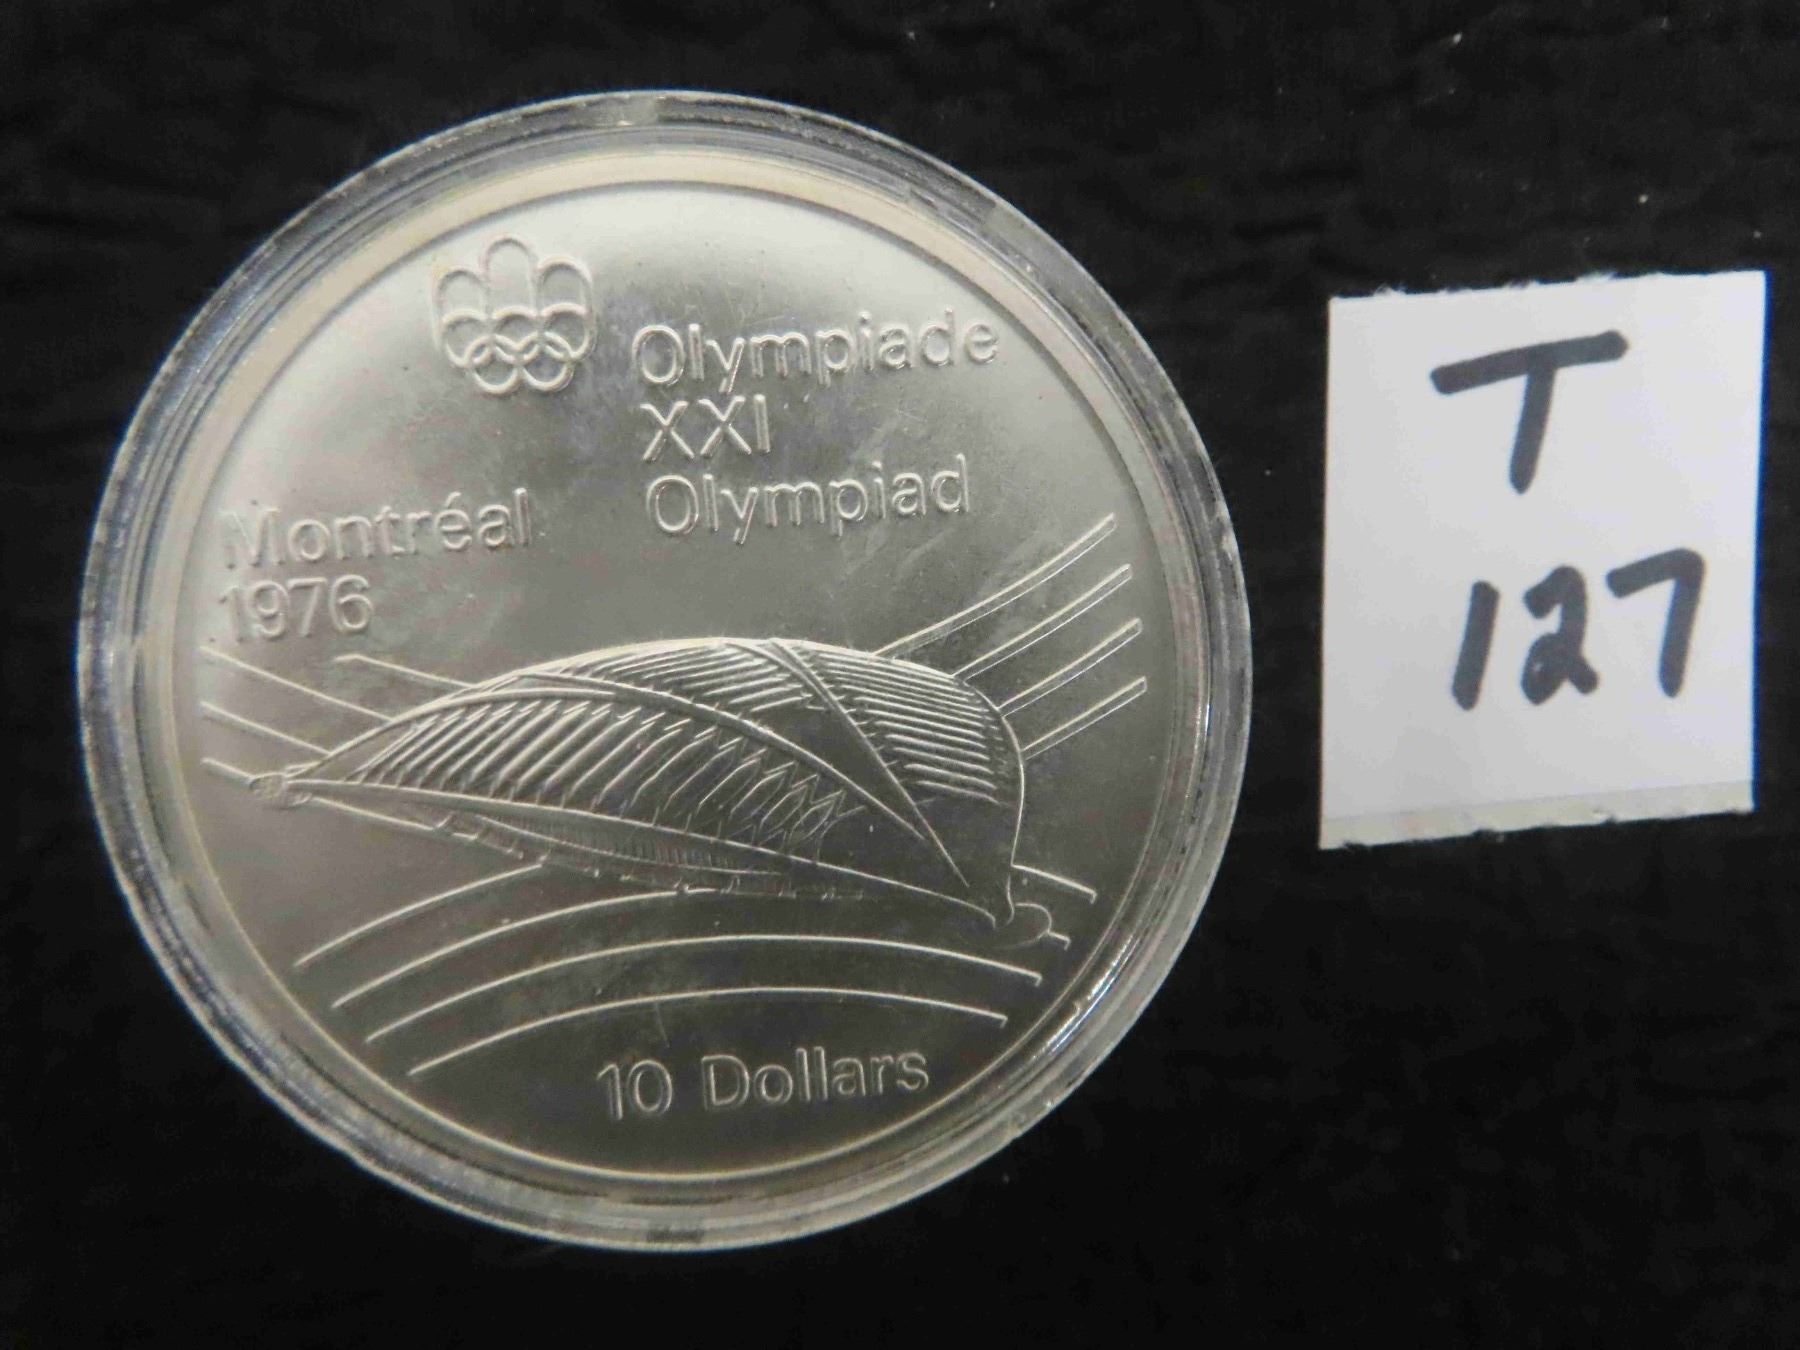 Olympiade
XXI
Olympiad
Montréal
1976
10 Dollars
T
127